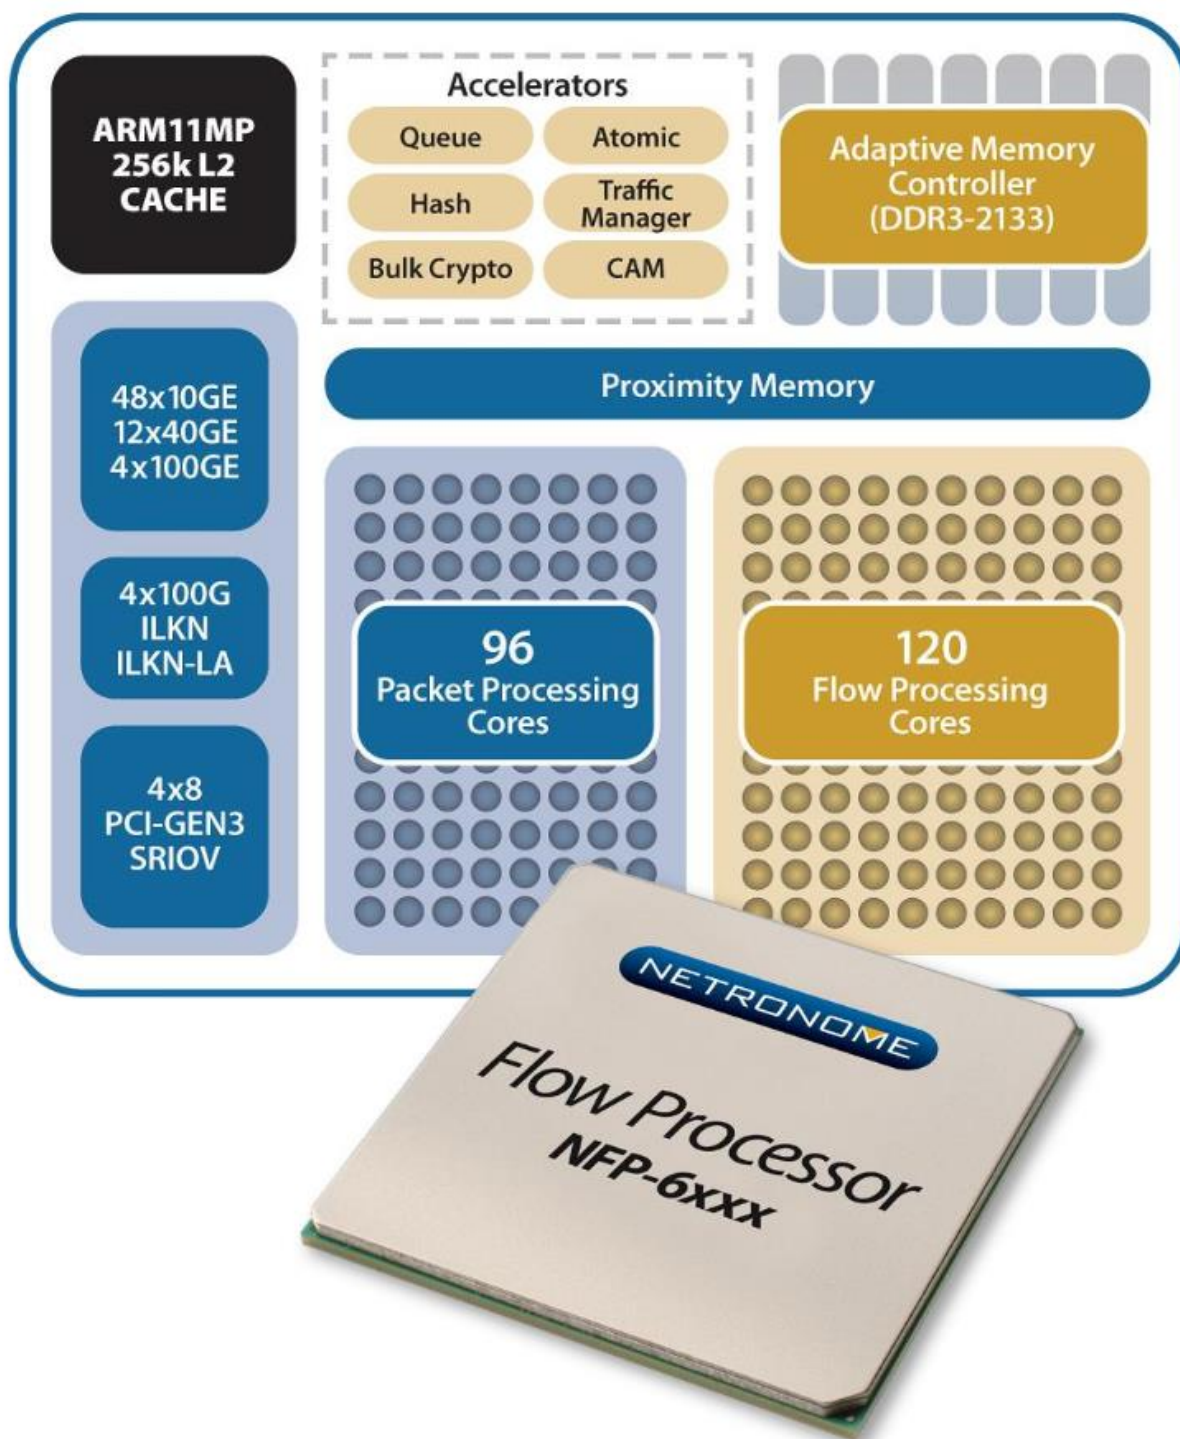 ARM11MP
256k L2
CACHE
Accelerators
Queue
Atomic
Hash
Traffic
Manager
Bulk Crypto
CAM
Adaptive Memory
Controller
(DDR3-2133)
48x10GE
12x40GE
4x100GE
4x100G
ILKN
ILKN-LA
4x8
PCI-GEN3
SRIOV
Proximity Memory
96
Packet Processing
Cores
120
Flow Processing
Cores
NETRONOME
Flow Processor
NFP-6xxx